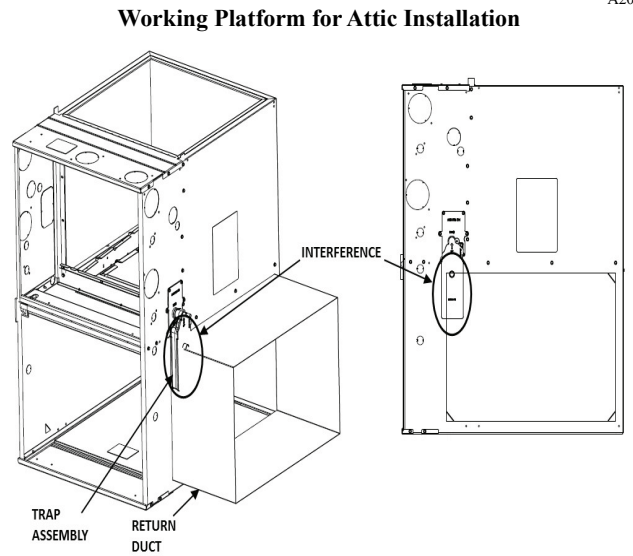 Working Platform for Attic Installation
INTERFERENCE
TRAP
ASSEMBLY
RETURN
DUCT